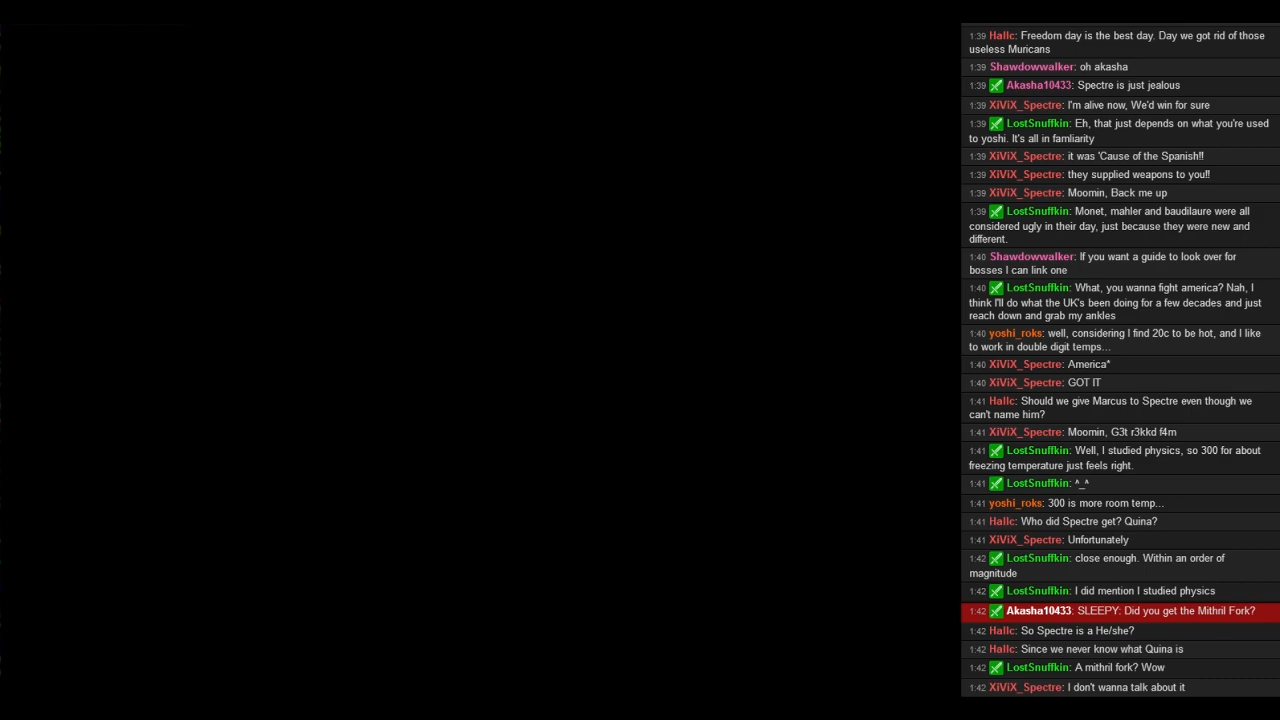 1:39 Hallc: Freedom day is the best day. Day we got rid of those
useless Muricans
1:39 Shawdowwalker: oh akasha
1:39 Akasha10433: Spectre is just jealous
1:39 XiViX_Spectre: I'm alive now, We'd win for sure
1:39 LostSnuffkin: Eh, that just depends on what you're used
to yoshi. It's all in famliarity
1:39 XiViX_Spectre: it was 'Cause of the Spanish!!
1:39 XiViX_Spectre: they supplied weapons to you!!
1:39 XiViX_Spectre: Moomin, Back me up
1:39 LostSnuffkin: Monet, mahler and baudilaure were all
considered ugly in their day, just because they were new and
different.
1:40 Shawdowwalker: If you want a guide to look over for
bosses I can link one
1:40 LostSnuffkin: What, you wanna fight america? Nah, I
think I'll do what the UK's been doing for a few decades and just
reach down and grab my ankles
1:40 yoshi_roks: well, considering I find 20c to be hot, and I like
to work in double digit temps...
1:40 XiViX_Spectre: America*
1:40 XiViX_Spectre: GOT IT
1:41 Hallc: Should we give Marcus to Spectre even though we
can't name him?
1:41 XiViX_Spectre: Moomin, G3t r3kkd f4m
1:41 LostSnuffkin: Well, I studied physics, so 300 for about
freezing temperature just feels right.
1:41 LostSnuffkin: ^_^
1:41 yoshi_roks: 300 is more room temp...
1:41 Hallc: Who did Spectre get? Quina?
1:41 XiViX_Spectre: Unfortunately
1:42 LostSnuffkin: close enough. Within an order of
magnitude
1:42 LostSnuffkin: I did mention I studied physics
1:42 Akasha10433: SLEEPY: Did you get the Mithril Fork?
1:42 Hallc: So Spectre is a He/she?
1:42 Hallc: Since we never know what Quina is
1:42 LostSnuffkin: A mithril fork? Wow
1:42 XiViX_Spectre: I don't wanna talk about it